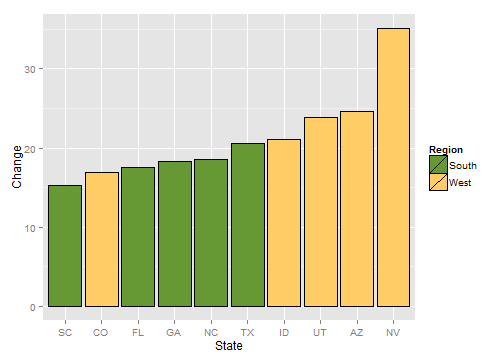 Change
30
20
10
0
SC CO FL GA NC TX ID UT AZ NV
State
Region
South
West